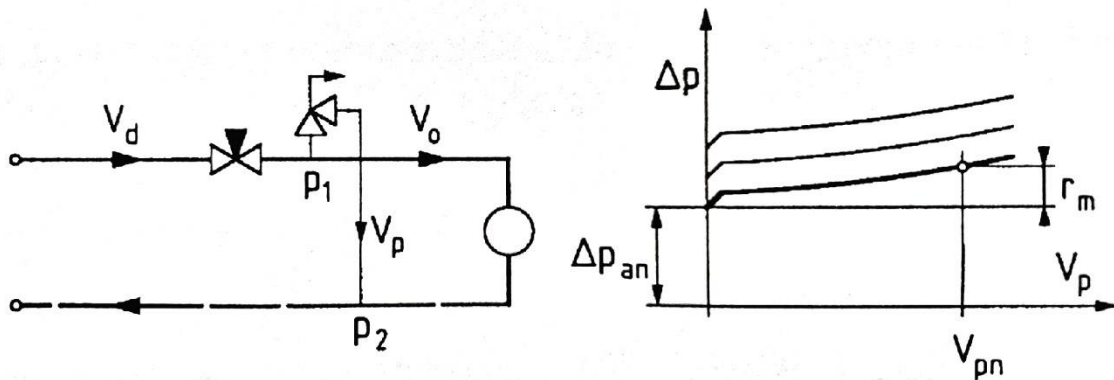 V_d
V_o
p_1
V_p
p_2
Δp
r_m
Δp_an
V_p
V_pn